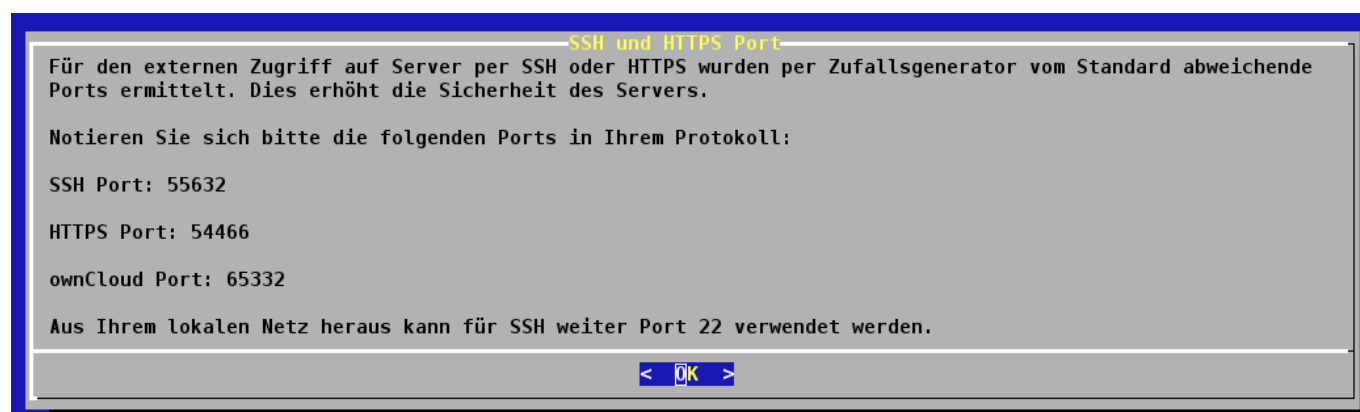 SSH und HTTPS Port
Für den externen Zugriff auf Server per SSH oder HTTPS wurden per Zufallsgenerator vom Standard abweichende
Ports ermittelt. Dies erhöht die Sicherheit des Servers.
Notieren Sie sich bitte die folgenden Ports in Ihrem Protokoll:
SSH Port: 55632
HTTPS Port: 54466
ownCloud Port: 65332
Aus Ihrem lokalen Netz heraus kann für SSH weiter Port 22 verwendet werden.
< OK >